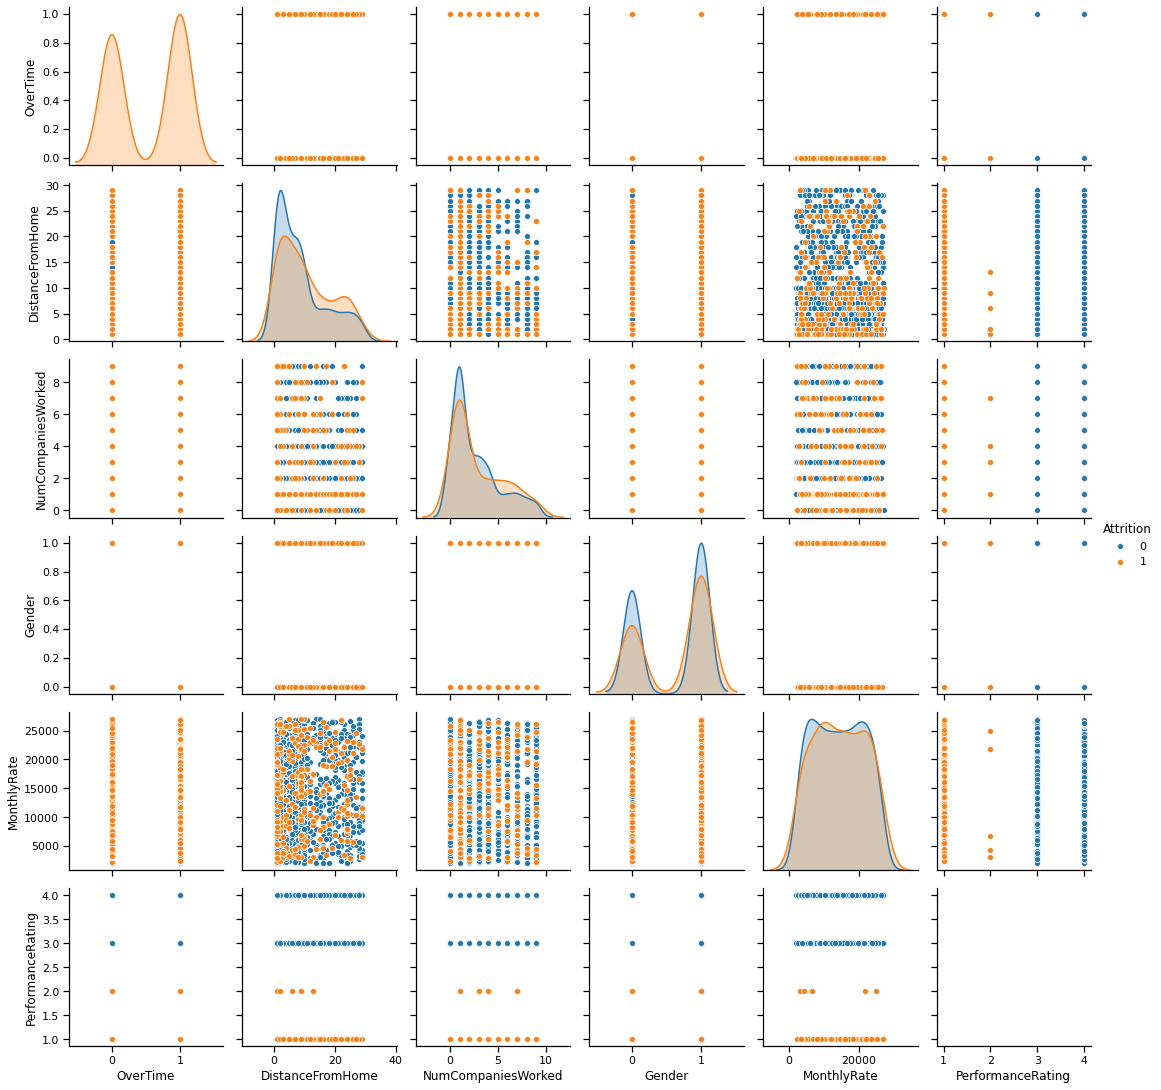 1.0
0.8
0.6
0.4
0.2
0.0
OverTime
30
25
20
15
10
5
0
DistanceFromHome
8
6
4
2
0
NumCompaniesWorked
1.0
0.8
0.6
0.4
0.2
0.0
Gender
25000
20000
15000
10000
5000
MonthlyRate
4.0
3.5
3.0
2.5
2.0
1.5
1.0
PerformanceRating
0 1
OverTime
0 20 40
DistanceFromHome
0 5 10
NumCompaniesWorked
0 1
Gender
0 20000
MonthlyRate
1 2 3 4
PerformanceRating
Attrition
0
1